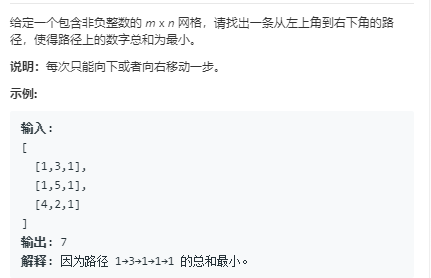 给定一个包含非负整数的 m x n 网格，请找出一条从左上角到右下角的路
径，使得路径上的数字总和为最小。
说明：每次只能向下或者向右移动一步。
示例:
输入:
[
[1,3,1],
[1,5,1],
[4,2,1]
]
输出: 7
解释: 因为路径 1→3→1→1→1 的总和最小。